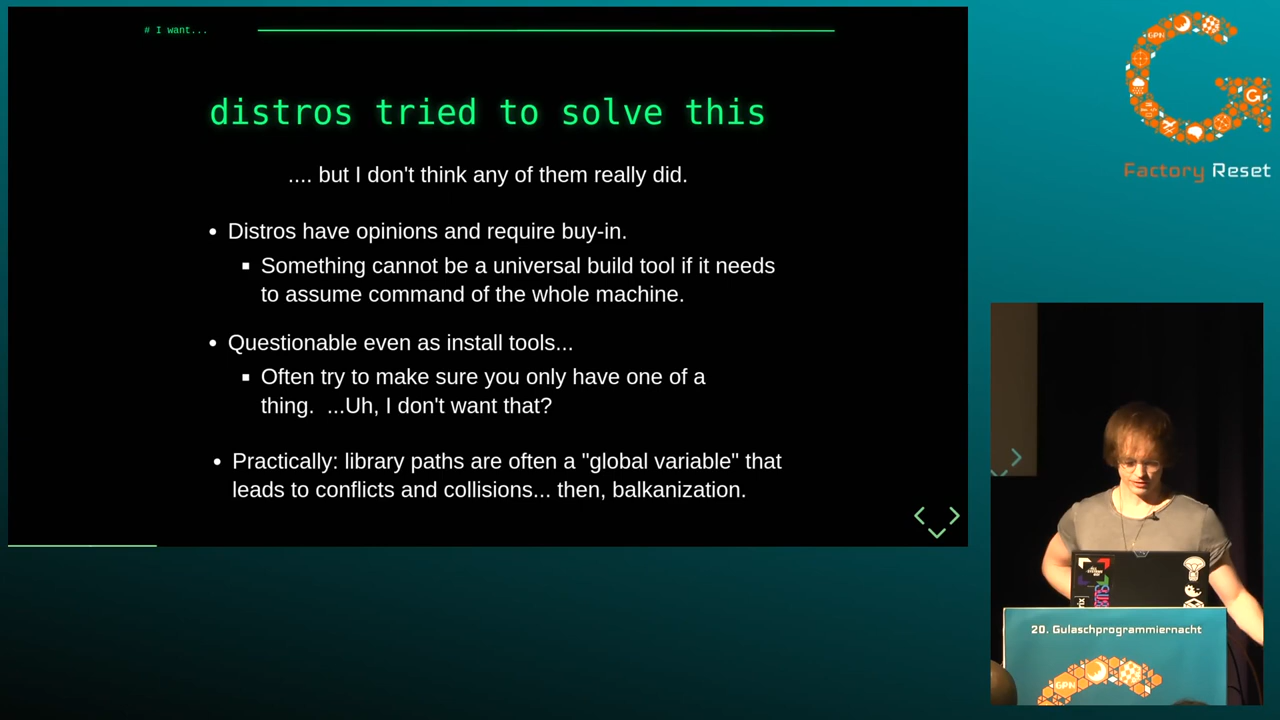 # I want...
distros tried to solve this
.... but I don't think any of them really did.
• Distros have opinions and require buy-in.
▪ Something cannot be a universal build tool if it needs
to assume command of the whole machine.
• Questionable even as install tools...
▪ Often try to make sure you only have one of a
thing.  ...Uh, I don't want that?
• Practically: library paths are often a "global variable" that
leads to conflicts and collisions... then, balkanization.
GPN
Factory Reset
20. Gulaschprogrammiernacht
GPN